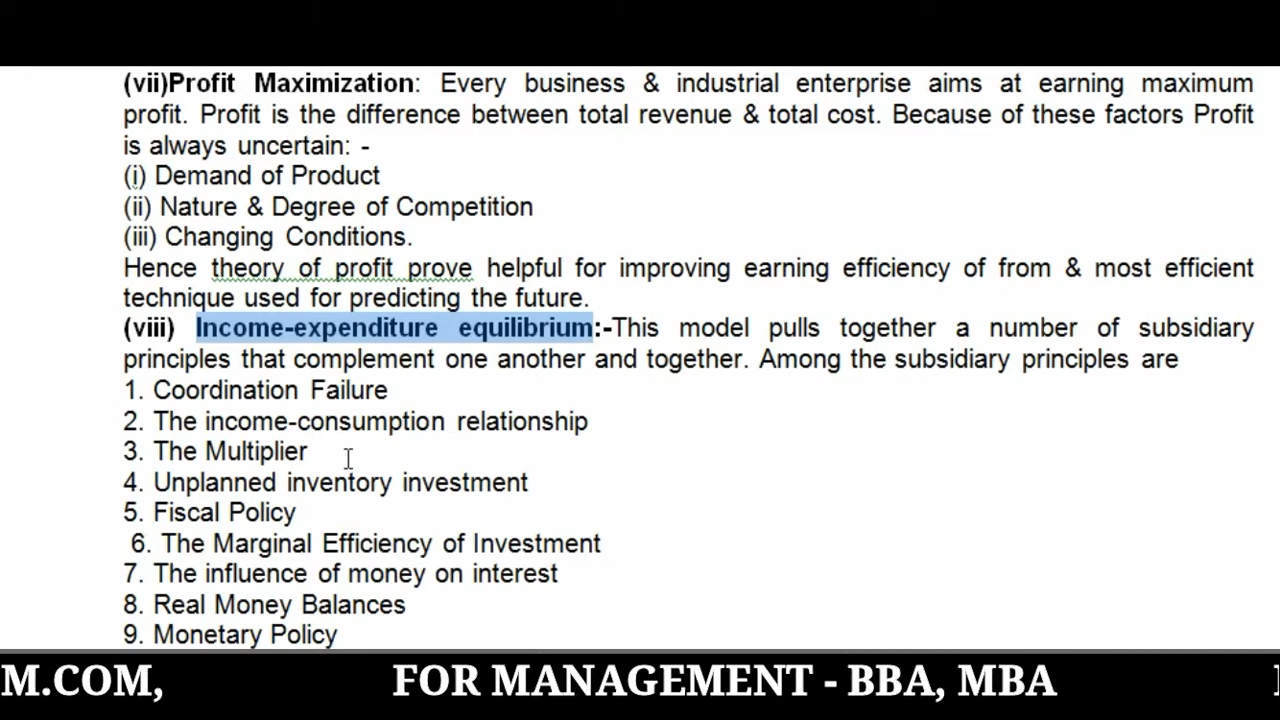 (vii)Profit Maximization: Every business & industrial enterprise aims at earning maximum
profit. Profit is the difference between total revenue & total cost. Because of these factors Profit
is always uncertain: -
(i) Demand of Product
(ii) Nature & Degree of Competition
(iii) Changing Conditions.
Hence theory of profit prove helpful for improving earning efficiency of from & most efficient
technique used for predicting the future.
(viii) Income-expenditure equilibrium:-This model pulls together a number of subsidiary
principles that complement one another and together. Among the subsidiary principles are
1. Coordination Failure
2. The income-consumption relationship
3. The Multiplier
4. Unplanned inventory investment
5. Fiscal Policy
6. The Marginal Efficiency of Investment
7. The influence of money on interest
8. Real Money Balances
9. Monetary Policy
M.COM, FOR MANAGEMENT - BBA, MBA